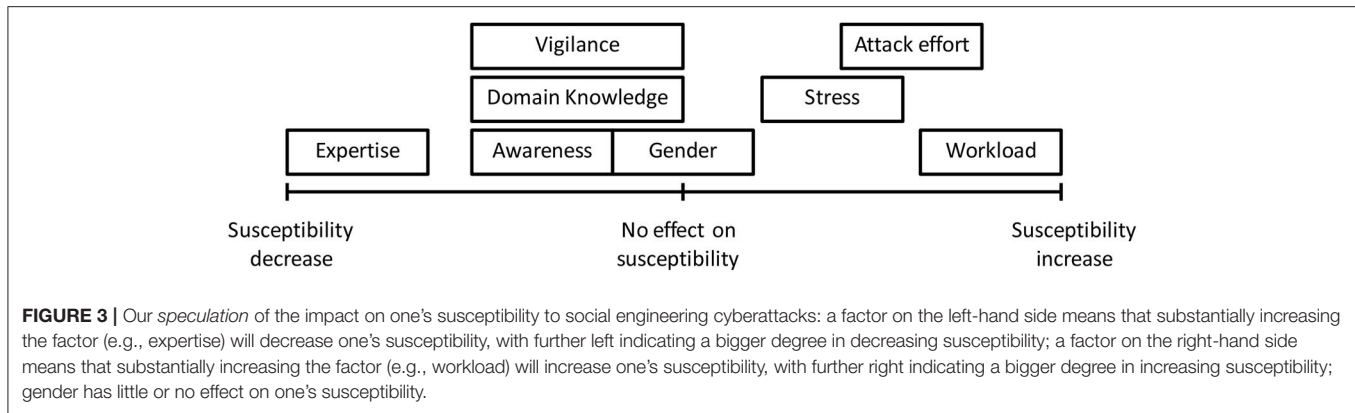 Vigilance
Attack effort
Domain Knowledge
Stress
Expertise
Awareness
Gender
Workload
Susceptibility
decrease
No effect on
susceptibility
Susceptibility
increase
FIGURE 3 | Our speculation of the impact on one’s susceptibility to social engineering cyberattacks: a factor on the left-hand side means that substantially increasing
the factor (e.g., expertise) will decrease one’s susceptibility, with further left indicating a bigger degree in decreasing susceptibility; a factor on the right-hand side
means that substantially increasing the factor (e.g., workload) will increase one’s susceptibility, with further right indicating a bigger degree in increasing susceptibility;
gender has little or no effect on one’s susceptibility.